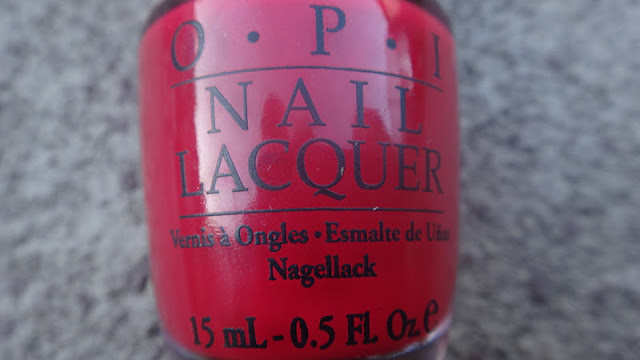 O · P · I
NAIL
LACQUER
Vernis à Ongles • Esmalte de Uñas
Nagellack
15 mL - 0.5 Fl. Oz. e